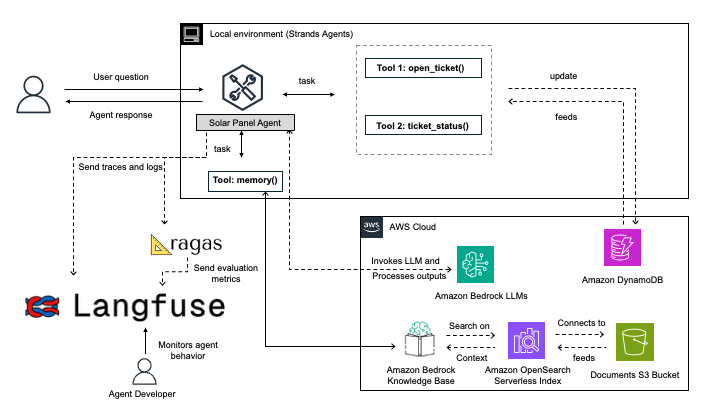 Local environment (Strands Agents)
User question
Agent response
Solar Panel Agent
task
Tool 1: open_ticket()
Tool 2: ticket_status()
update
feeds
task
Send traces and logs
Tool: memory()
aws
AWS Cloud
ragas
Send evaluation
metrics
Langfuse
Monitors agent
behavior
Agent Developer
Invokes LLM and
Processes outputs
Amazon Bedrock LLMs
Amazon DynamoDB
Search on
Context
Connects to
feeds
Amazon Bedrock
Knowledge Base
Amazon OpenSearch
Serverless Index
Documents S3 Bucket